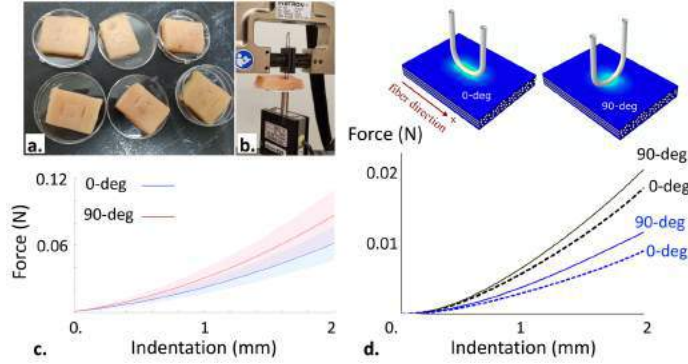 a.
b.
0-deg
90-deg
fiber direction
+
Force (N)
0.12
0.06
Force (N)
0-deg
90-deg
0.
1
2
c.
Indentation (mm)
0.02
0.01
90-deg
0-deg
90-deg
0-deg
0.
1
2
d.
Indentation (mm)